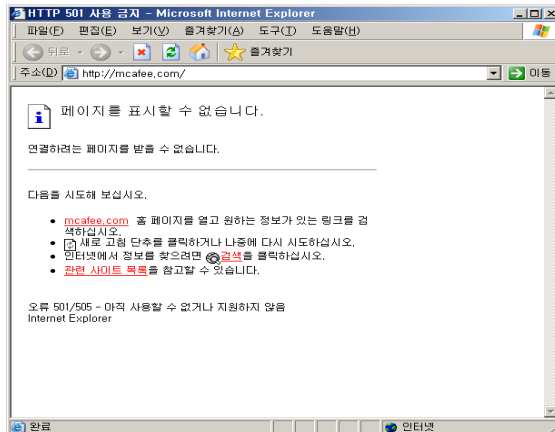 HTTP 501 사용 금지 - Microsoft Internet Explorer
파일(F) 편집(E) 보기(V) 즐겨찾기(A) 도구(T) 도움말(H)
뒤로 즐겨찾기
주소(D) http://mcafee.com/ 이동
페이지를 표시할 수 없습니다.
연결하려는 페이지를 받을 수 없습니다.
다음을 시도해 보십시오.
mcafee.com 홈 페이지를 열고 원하는 정보가 있는 링크를 검
색하십시오.
새로 고침 단추를 클릭하거나 나중에 다시 시도하십시오.
인터넷에서 정보를 찾으려면 검색을 클릭하십시오.
관련 사이트 목록을 참고할 수 있습니다.
오류 501/505 - 아직 사용할 수 없거나 지원하지 않음
Internet Explorer
완료 인터넷